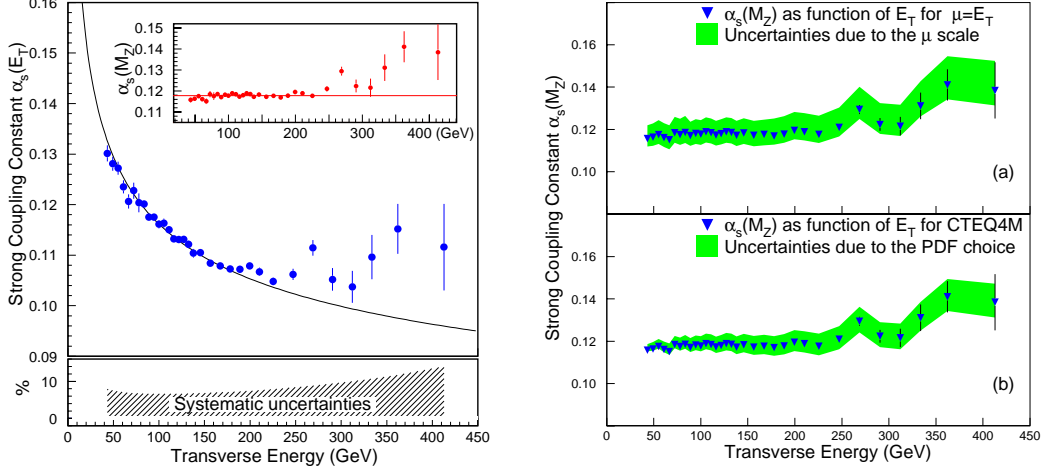 Strong Coupling Constant αs(ET)
0.16
0.15
0.14
0.13
0.12
0.11
0.10
0.09
αs(MZ)
0.15
0.14
0.13
0.12
0.11
100
200
300
400 (GeV)
%
10
0
Systematic uncertainties
0 50 100 150 200 250 300 350 400 450
Transverse Energy (GeV)
Strong Coupling Constant αs(MZ)
0.16
0.14
0.12
0.10
αs(MZ) as function of ET for μ=ET
Uncertainties due to the μ scale
(a)
0.16
0.14
0.12
0.10
αs(MZ) as function of ET for CTEQ4M
Uncertainties due to the PDF choice
(b)
0 50 100 150 200 250 300 350 400 450
Transverse Energy (GeV)